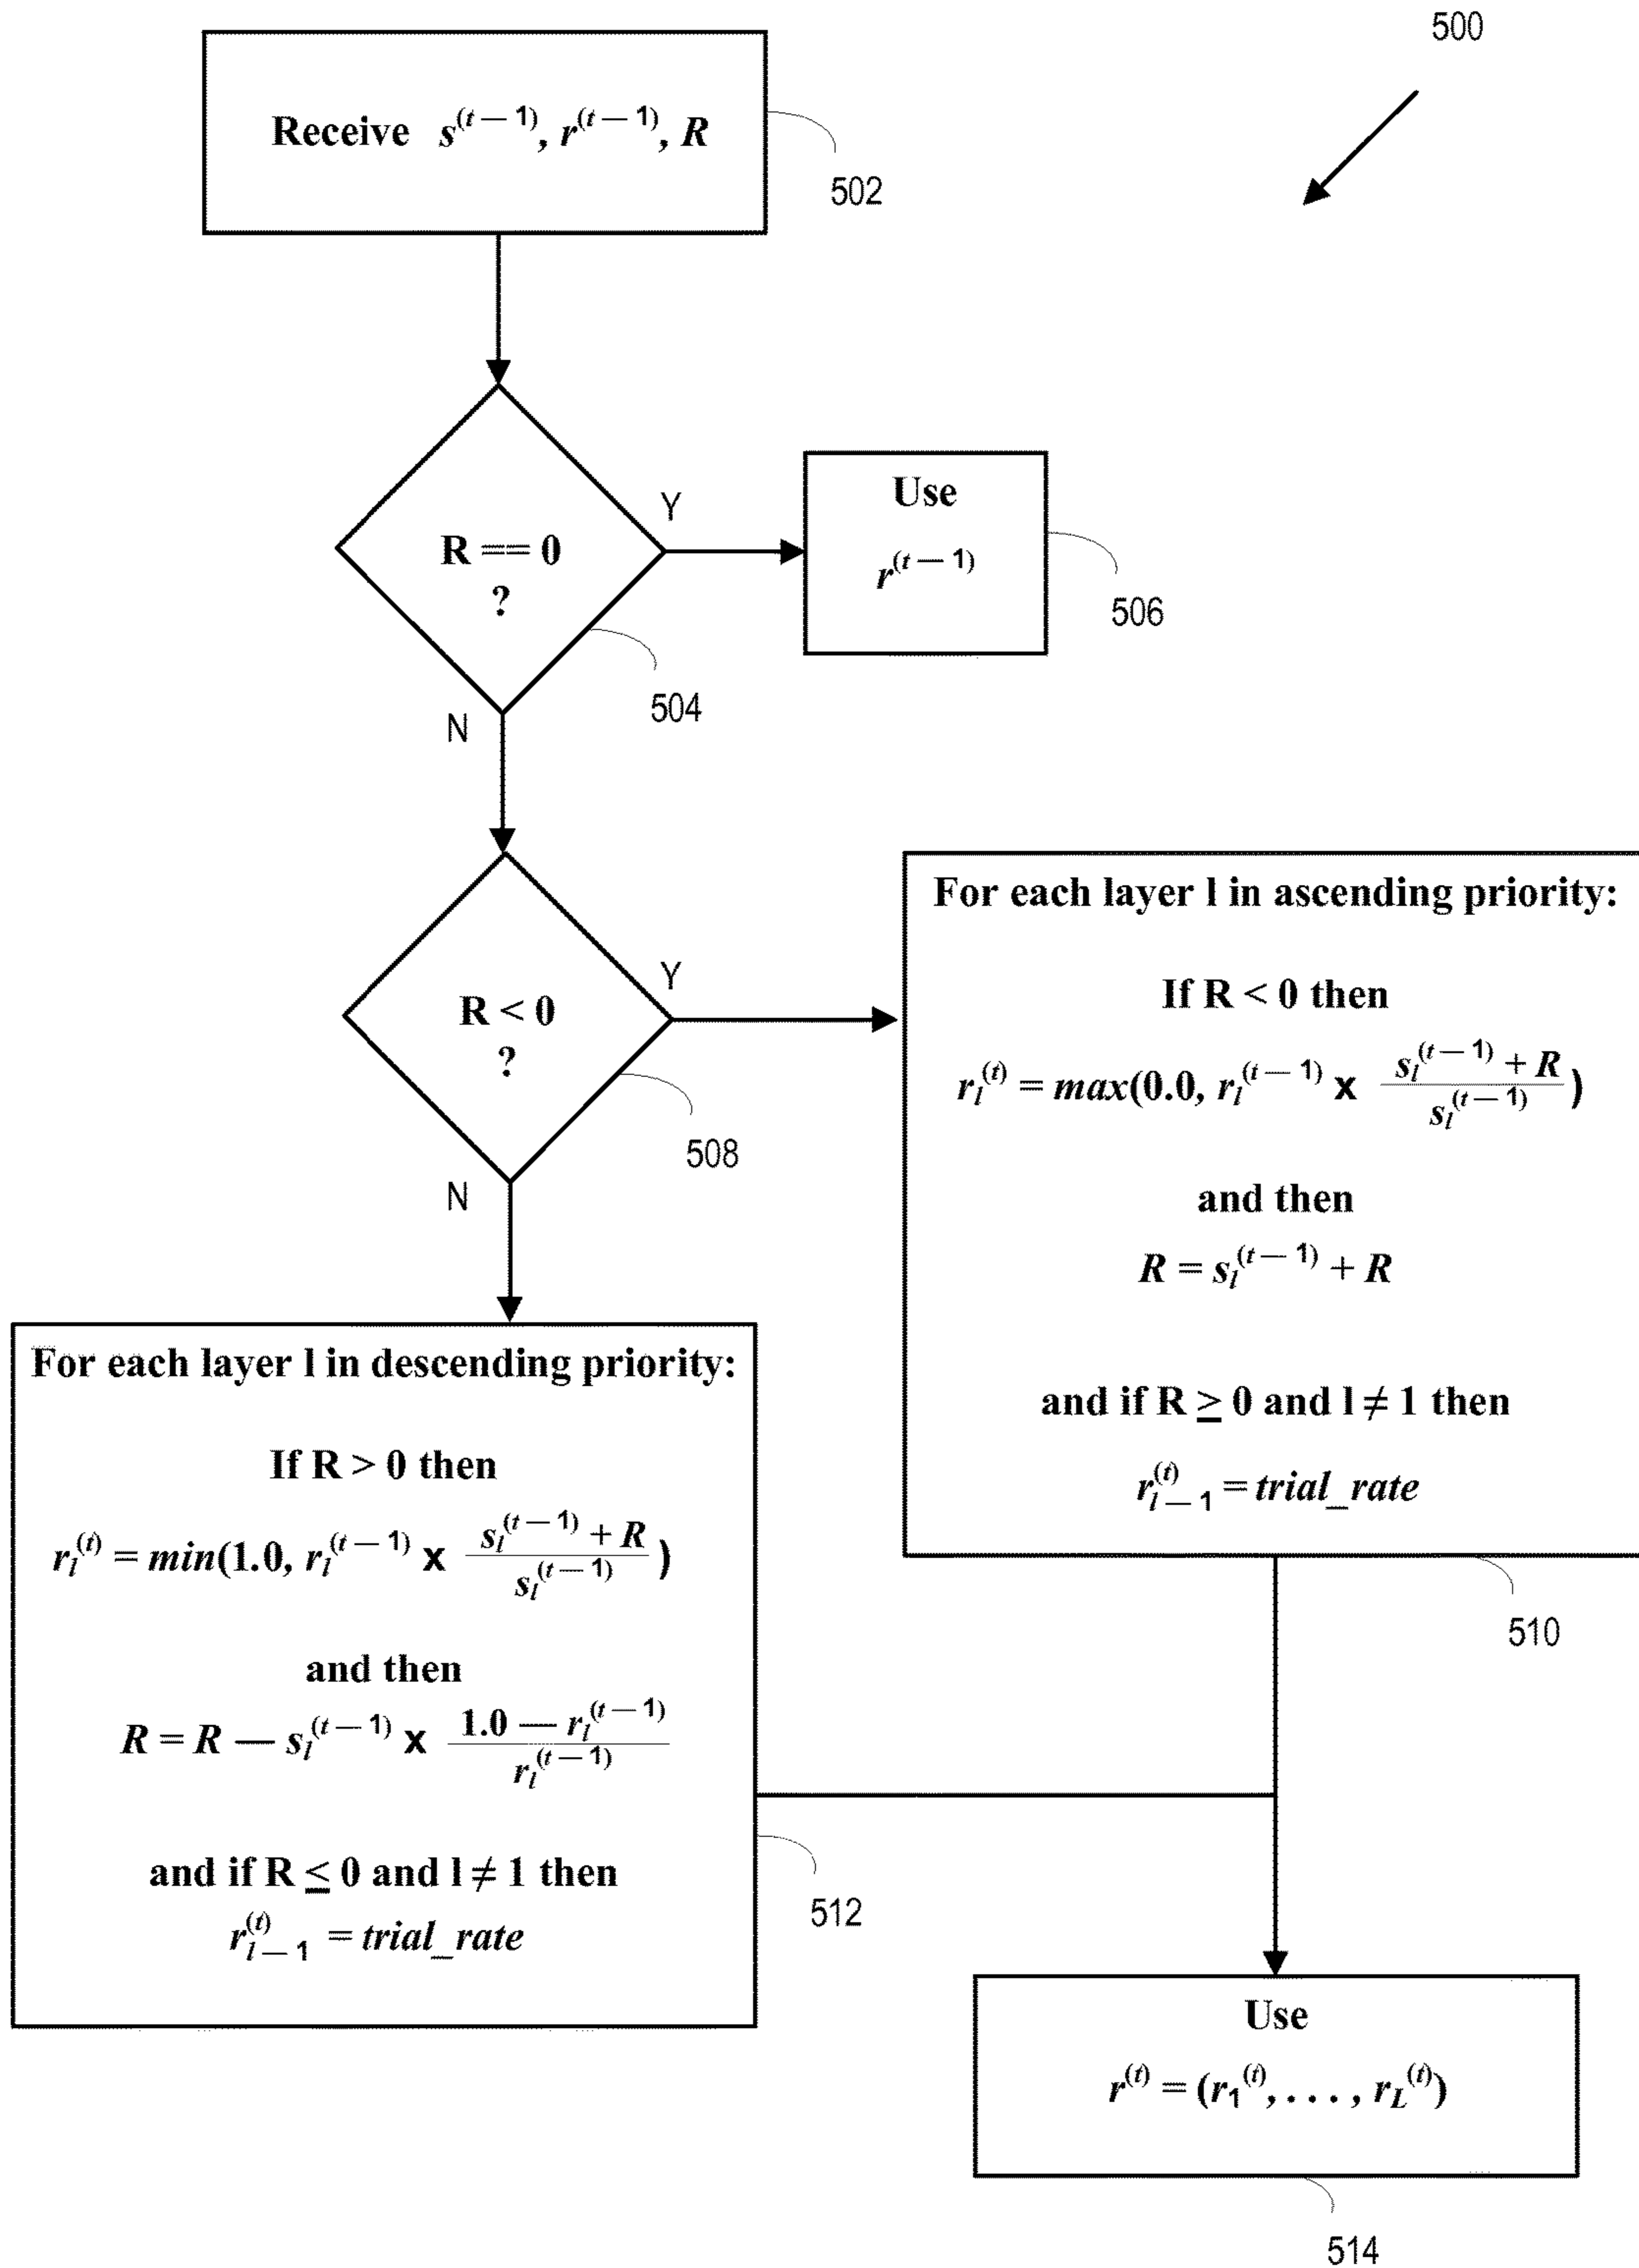 500
Receive s^(t — 1), r^(t — 1), R
502
R == 0
?
Y
N
504
Use
r^(t — 1)
506
R < 0
?
Y
N
508
For each layer l in ascending priority:
If R < 0 then
r_l^(t) = max(0.0, r_l^(t — 1) x (s_l^(t — 1) + R) / s_l^(t — 1))
and then
R = s_l^(t — 1) + R
and if R ≥ 0 and l ≠ 1 then
r_(l — 1)^(t) = trial_rate
510
For each layer l in descending priority:
If R > 0 then
r_l^(t) = min(1.0, r_l^(t — 1) x (s_l^(t — 1) + R) / s_l^(t — 1))
and then
R = R — s_l^(t — 1) x (1.0 — r_l^(t — 1)) / r_l^(t — 1)
and if R ≤ 0 and l ≠ 1 then
r_(l — 1)^(t) = trial_rate
512
Use
r^(t) = (r_1^(t), . . . , r_L^(t))
514